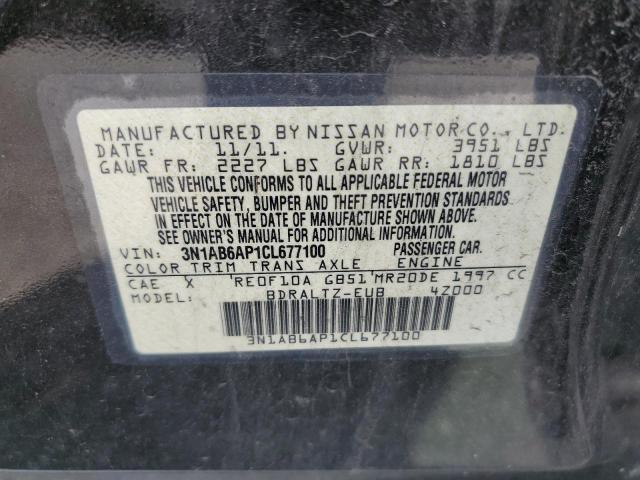 MANUFACTURED BY NISSAN MOTOR CO., LTD.
DATE: 11/11. GVWR: 3951 LBS
GAWR FR: 2227 LBS GAWR RR: 1810 LBS
THIS VEHICLE CONFORMS TO ALL APPLICABLE FEDERAL MOTOR
VEHICLE SAFETY, BUMPER AND THEFT PREVENTION STANDARDS
IN EFFECT ON THE DATE OF MANUFACTURE SHOWN ABOVE.
SEE OWNER'S MANUAL FOR ADDITIONAL INFORMATION.
VIN: 3N1AB6AP1CL677100 PASSENGER CAR.
COLOR TRIM TRANS AXLE ENGINE
CAE X RE0F10A GB51 MR20DE 1997 CC
MODEL: BDRALTZ-EUB 4Z000
3N1AB6AP1CL677100